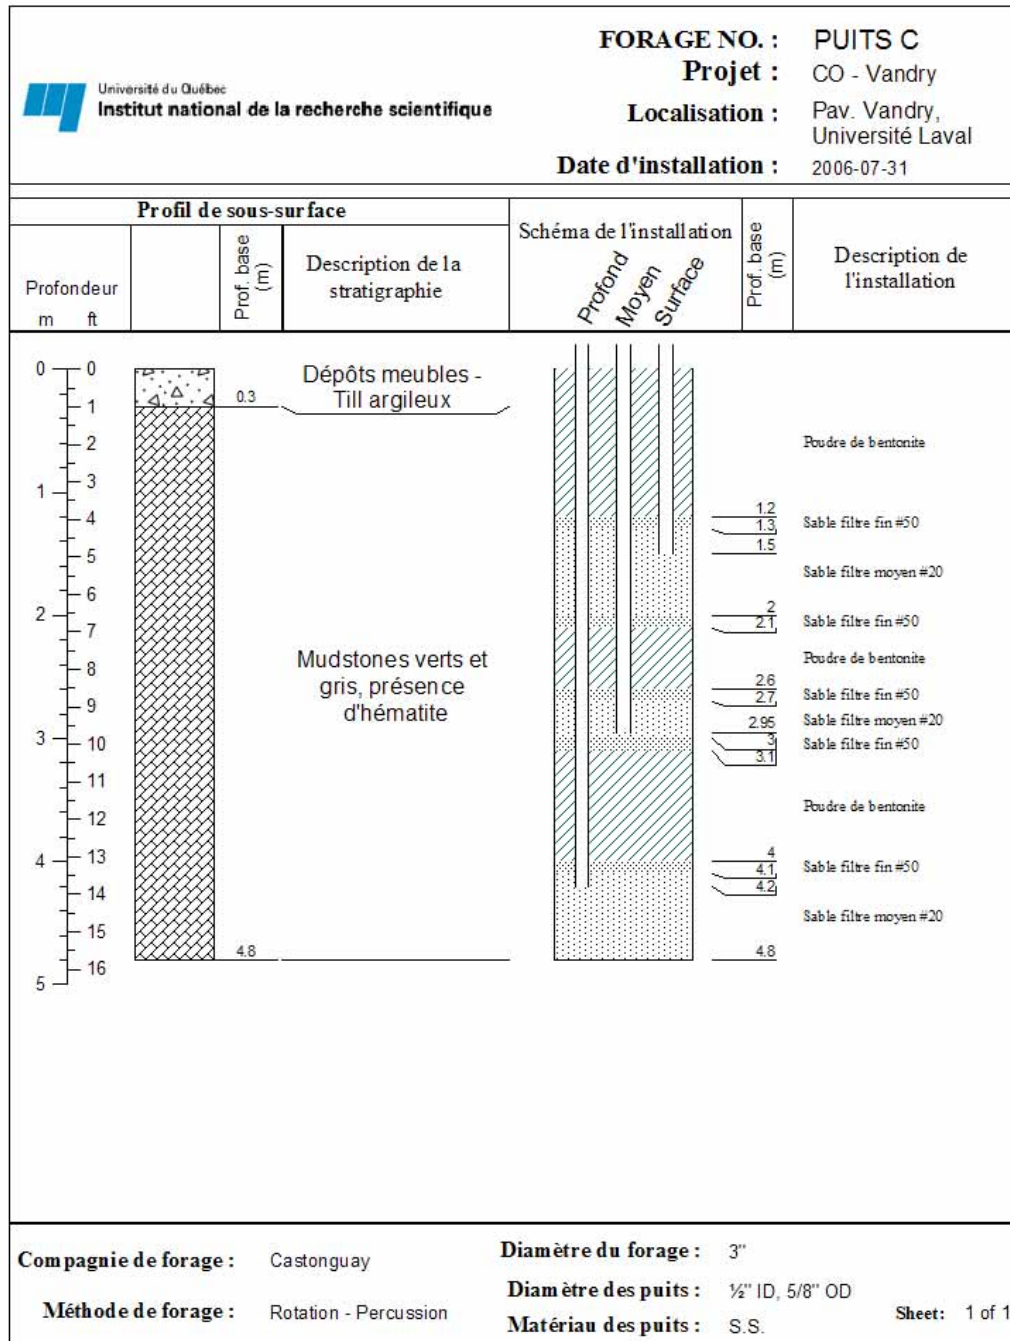 Université du Québec
Institut national de la recherche scientifique
FORAGE NO. : PUITS C
Projet : CO - Vandry
Localisation : Pav. Vandry,
Université Laval
Date d'installation : 2006-07-31
Profil de sous-surface
Profondeur
m ft
Prof. base
(m)
Description de la
stratigraphie
Schéma de l'installation
Profond
Moyen
Surface
Prof. base
(m)
Description de
l'installation
0 0
1
2
3
1
4
5
6
2
7
8
9
3
10
11
12
4
13
14
15
16
5
0.3
4.8
Dépôts meubles -
Till argileux
Mudstones verts et
gris, présence
d'hématite
1.2
1.3
1.5
2
2.1
2.6
2.7
2.95
3
3.1
4
4.1
4.2
4.8
Poudre de bentonite
Sable filtre fin #50
Sable filtre moyen #20
Sable filtre fin #50
Poudre de bentonite
Sable filtre fin #50
Sable filtre moyen #20
Sable filtre fin #50
Poudre de bentonite
Sable filtre fin #50
Sable filtre moyen #20
Compagnie de forage : Castonguay
Méthode de forage : Rotation - Percussion
Diamètre du forage : 3"
Diamètre des puits : ½" ID, 5/8" OD
Matériau des puits : S.S.
Sheet: 1 of 1